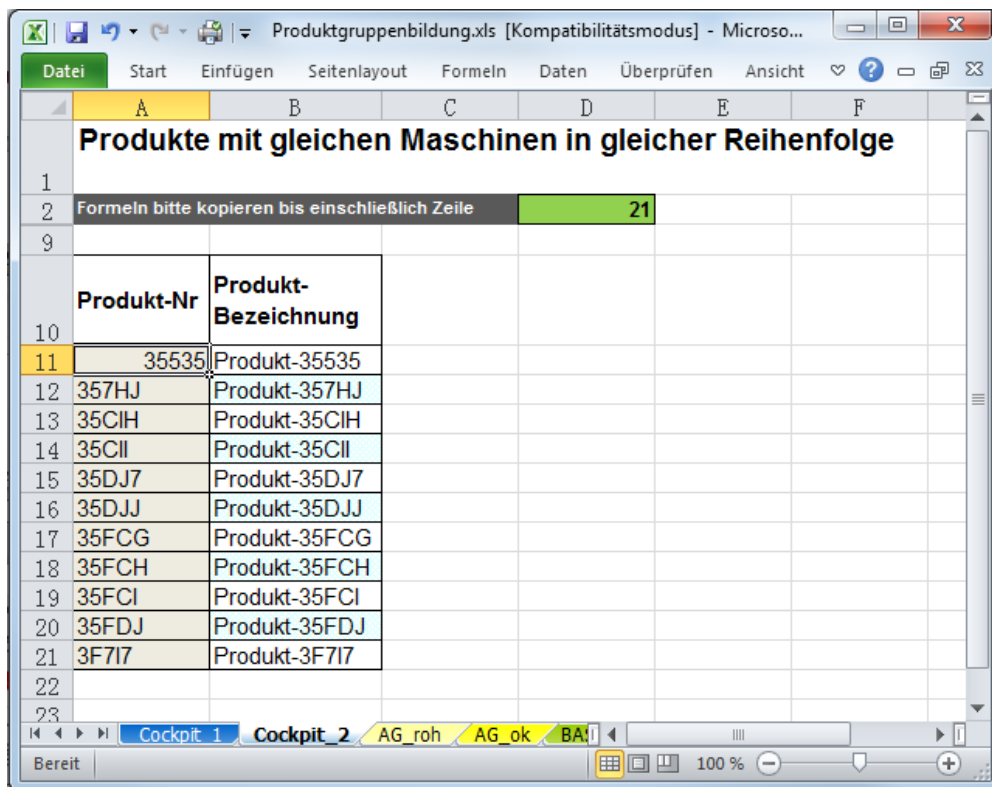 Produktgruppenbildung.xls [Kompatibilitätsmodus] - Microso...
Datei Start Einfügen Seitenlayout Formeln Daten Überprüfen Ansicht
A B C D E F
1 Produkte mit gleichen Maschinen in gleicher Reihenfolge
2 Formeln bitte kopieren bis einschließlich Zeile 21
9
10 Produkt-Nr Produkt-
Bezeichnung
11 35535 Produkt-35535
12 357HJ Produkt-357HJ
13 35CIH Produkt-35CIH
14 35CII Produkt-35CII
15 35DJ7 Produkt-35DJ7
16 35DJJ Produkt-35DJJ
17 35FCG Produkt-35FCG
18 35FCH Produkt-35FCH
19 35FCI Produkt-35FCI
20 35FDJ Produkt-35FDJ
21 3F7I7 Produkt-3F7I7
22
23
Cockpit_1 Cockpit_2 AG_roh AG_ok
Bereit 100 %